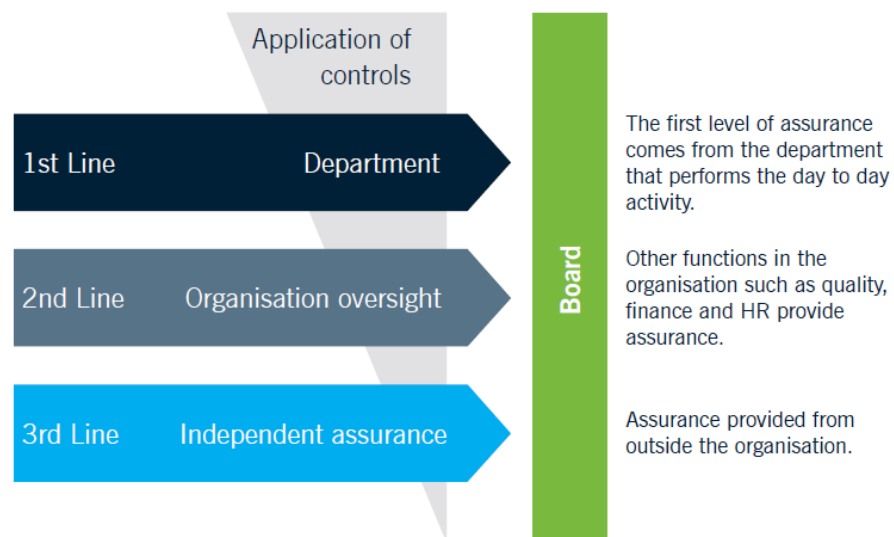 Application of
controls
1st Line Department
The first level of assurance
comes from the department
that performs the day to day
activity.
2nd Line Organisation oversight
Board
Other functions in the
organisation such as quality,
finance and HR provide
assurance.
3rd Line Independent assurance
Assurance provided from
outside the organisation.